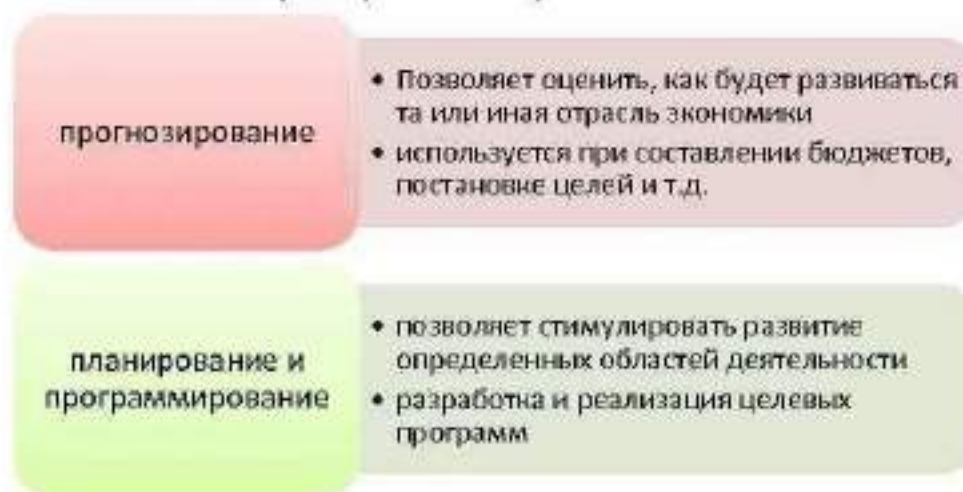 прогнозирование
• Позволяет оценить, как будет развиваться
та или иная отрасль экономики
• используется при составлении бюджетов,
постановке целей и т.д.
планирование и
программирование
• позволяет стимулировать развитие
определенных областей деятельности
• разработка и реализация целевых
программ